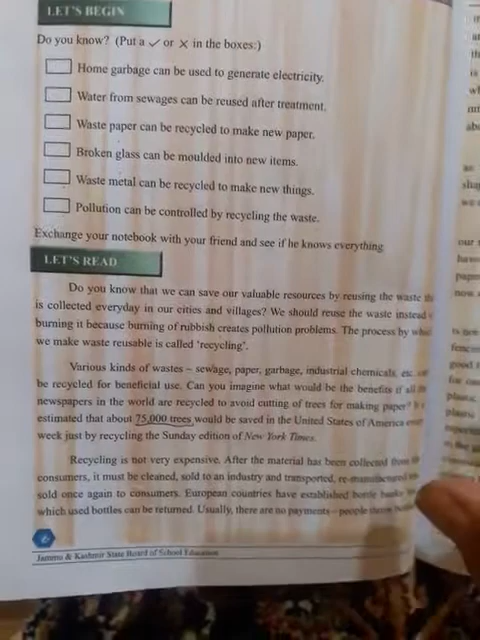 LET'S BEGIN
Do you know? (Put a ✓ or ✗ in the boxes:)
Home garbage can be used to generate electricity.
Water from sewages can be reused after treatment.
Waste paper can be recycled to make new paper.
Broken glass can be moulded into new items.
Waste metal can be recycled to make new things.
Pollution can be controlled by recycling the waste.
Exchange your notebook with your friend and see if he knows everything
LET'S READ
Do you know that we can save our valuable resources by reusing the waste
is collected everyday in our cities and villages? We should reuse the waste instead
burning it because burning of rubbish creates pollution problems. The process by
we make waste reusable is called 'recycling'.
Various kinds of wastes – sewage, paper, garbage, industrial chemicals, etc.
be recycled for beneficial use. Can you imagine what would be the benefits if all
newspapers in the world are recycled to avoid cutting of trees for making paper?
estimated that about 75,000 trees would be saved in the United States of America
week just by recycling the Sunday edition of New York Times.
Recycling is not very expensive. After the material has been collected
consumers, it must be cleaned, sold to an industry and transported, re-manufactured
sold once again to consumers. European countries have established bottle
which used bottles can be returned. Usually, there are no payments – people
6
Jammu & Kashmir State Board of School Education